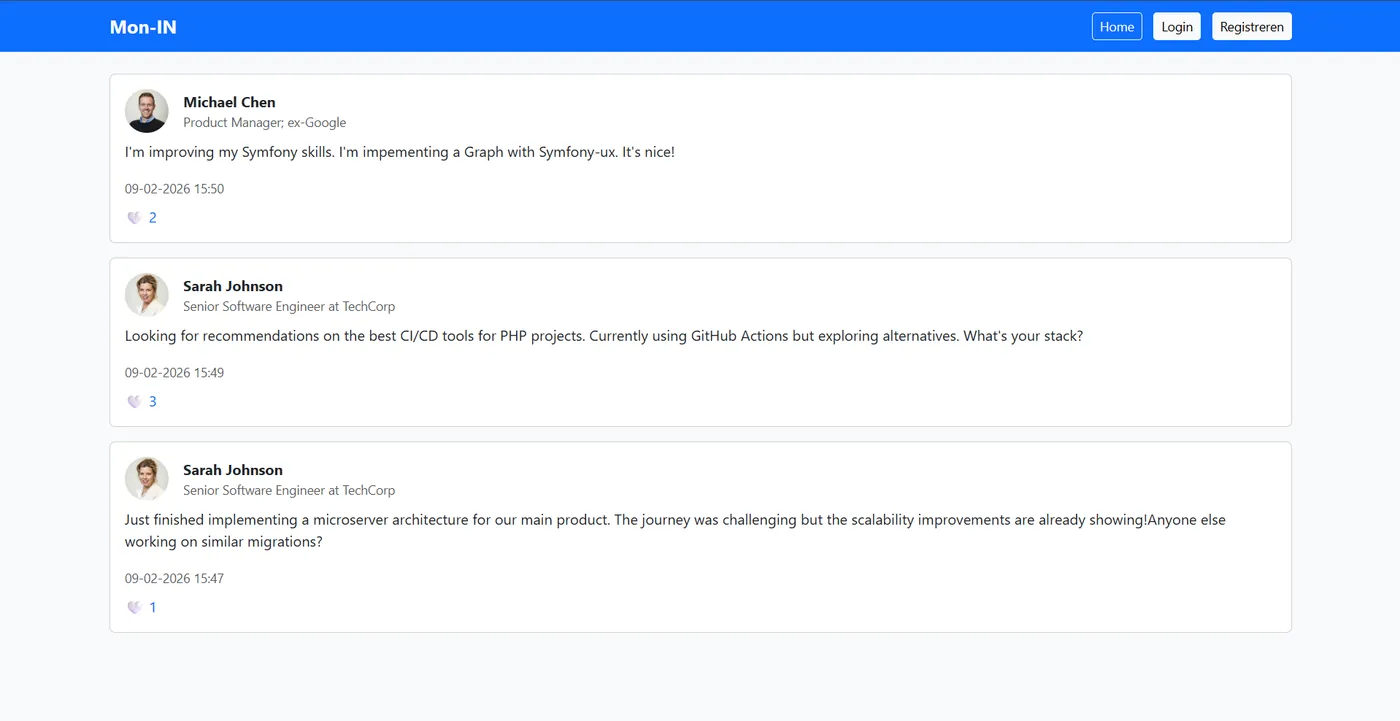 Mon-IN
Home
Login
Registreren
Michael Chen
Product Manager; ex-Google
I'm improving my Symfony skills. I'm impementing a Graph with Symfony-ux. It's nice!
09-02-2026 15:50
2
Sarah Johnson
Senior Software Engineer at TechCorp
Looking for recommendations on the best CI/CD tools for PHP projects. Currently using GitHub Actions but exploring alternatives. What's your stack?
09-02-2026 15:49
3
Sarah Johnson
Senior Software Engineer at TechCorp
Just finished implementing a microserver architecture for our main product. The journey was challenging but the scalability improvements are already showing!Anyone else
working on similar migrations?
09-02-2026 15:47
1